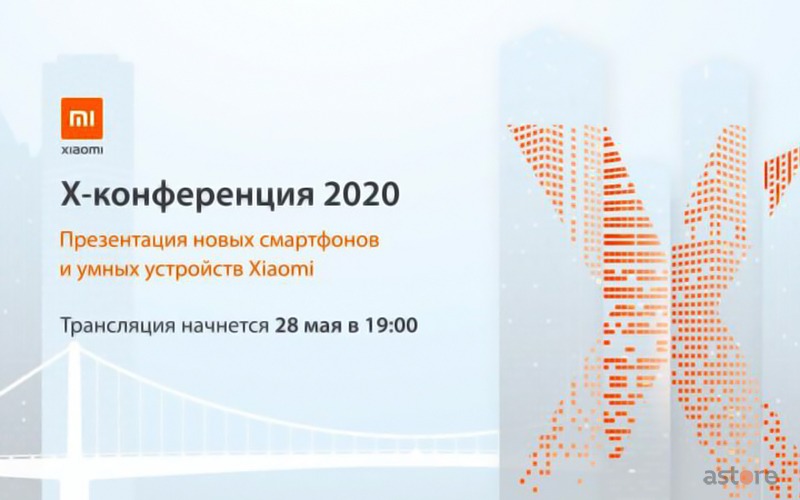 mi
xiaomi
X-конференция 2020
Презентация новых смартфонов
и умных устройств Xiaomi
Трансляция начнется 28 мая в 19:00
astore